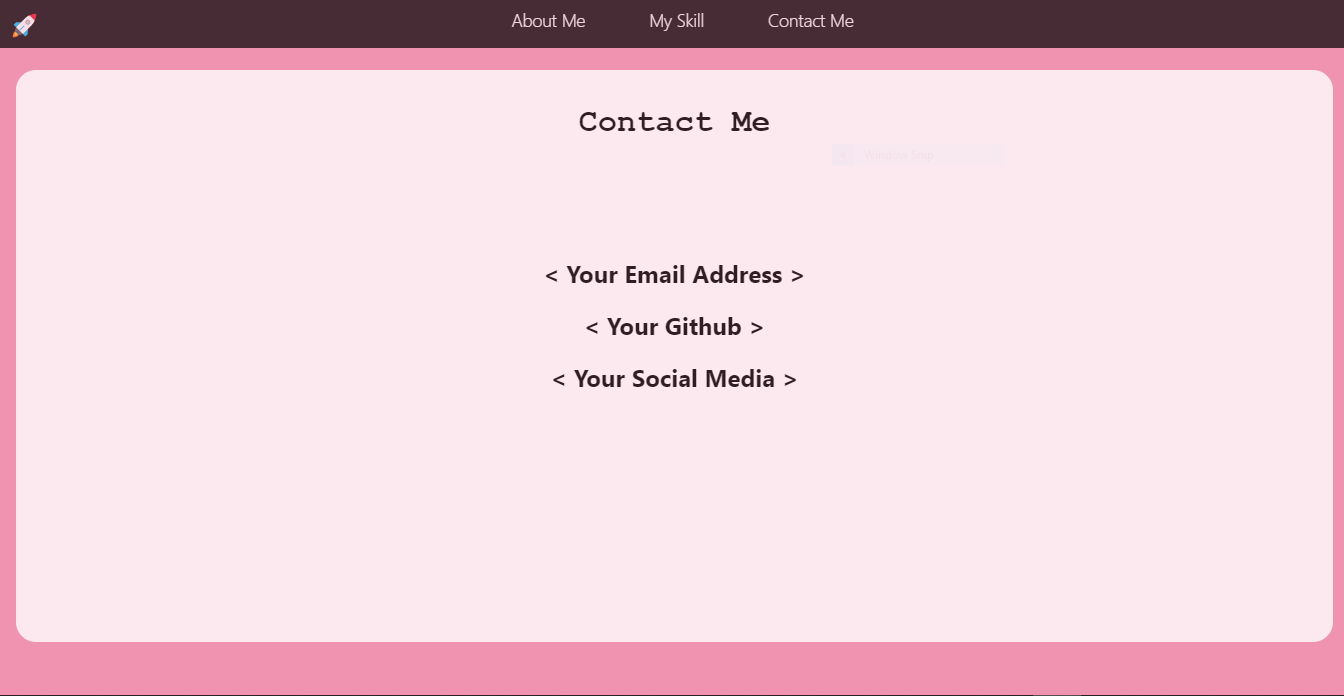 About Me
My Skill
Contact Me
Contact Me
Window Snip
< Your Email Address >
< Your Github >
< Your Social Media >